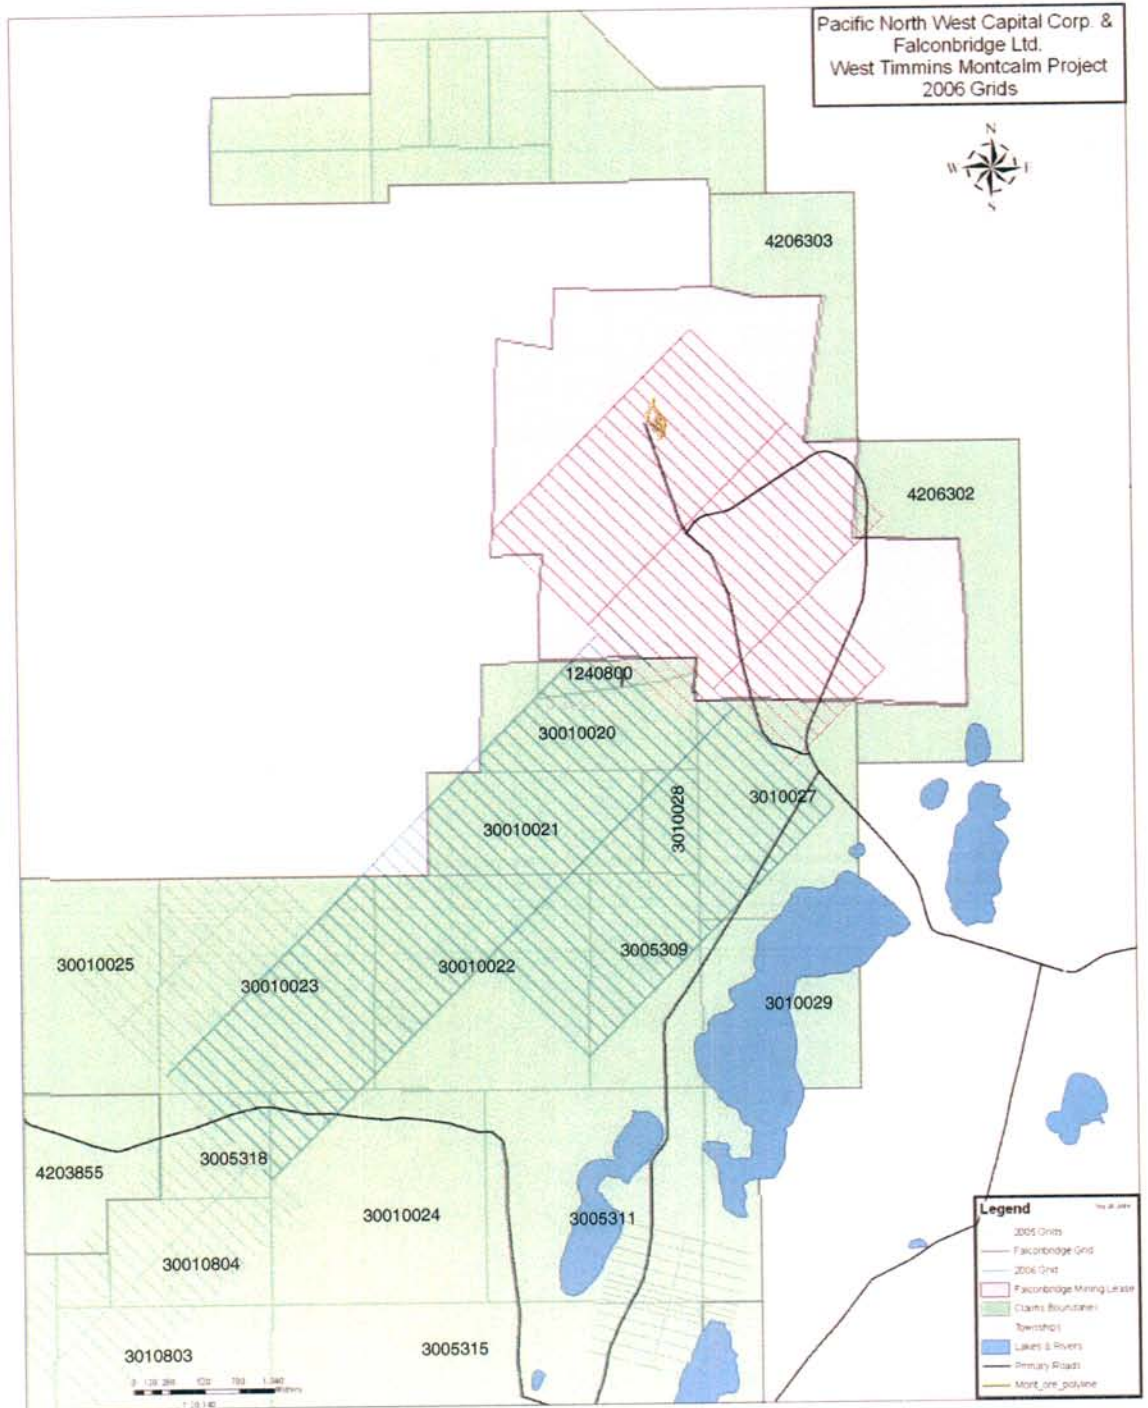 Pacific North West Capital Corp. &
Falconbridge Ltd.
West Timmins Montcalm Project
2006 Grids
N
W E
S
4206303
4206302
1240800
30010020
3010027
3010028
30010021
3005309
30010022
30010025
30010023
3010029
3005318
4203855
30010024
3005311
30010804
3005315
3010803
Meters
Legend
2005 Grids
Falconbridge Grid
2006 Grid
Falconbridge Mining Lease
Claims Boundaries
Townships
Lakes & Rivers
Primary Roads
Mont_ore_polyline